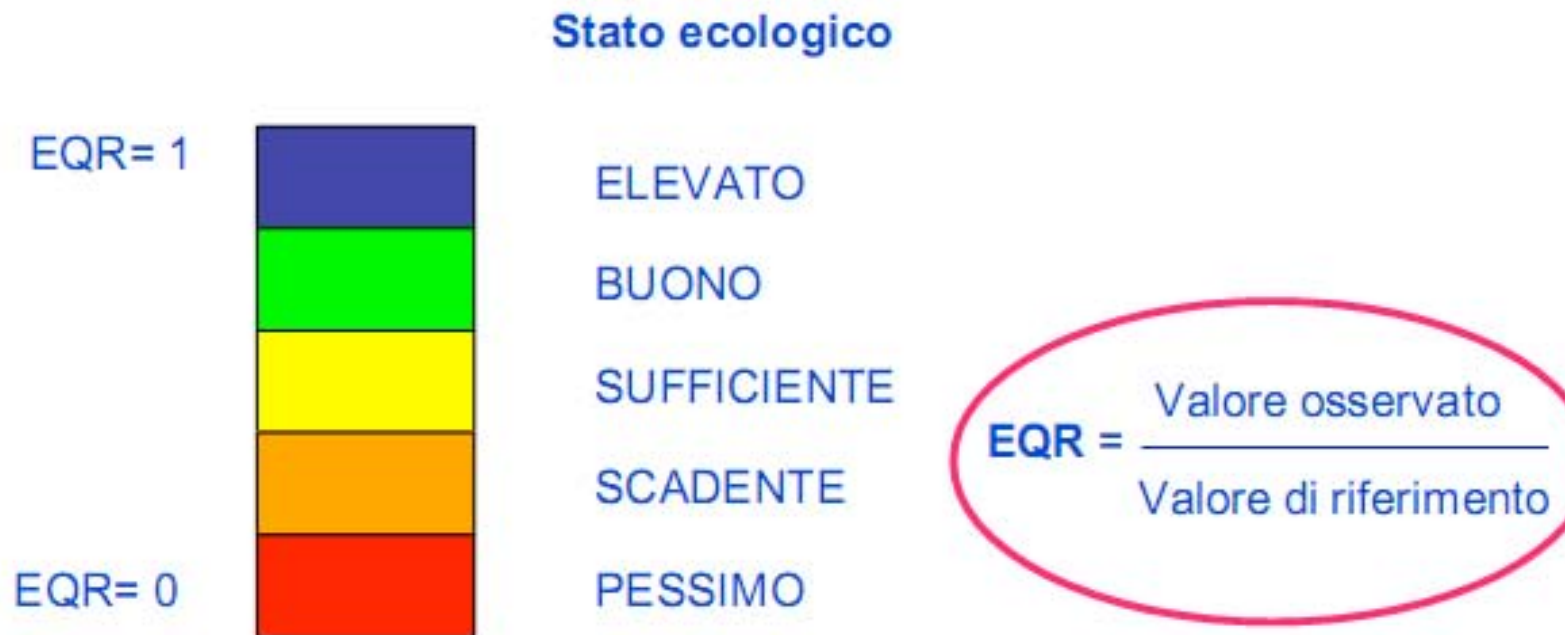 Stato ecologico
EQR= 1
ELEVATO
BUONO
SUFFICIENTE
SCADENTE
EQR= 0
PESSIMO
EQR = Valore osservato
Valore di riferimento